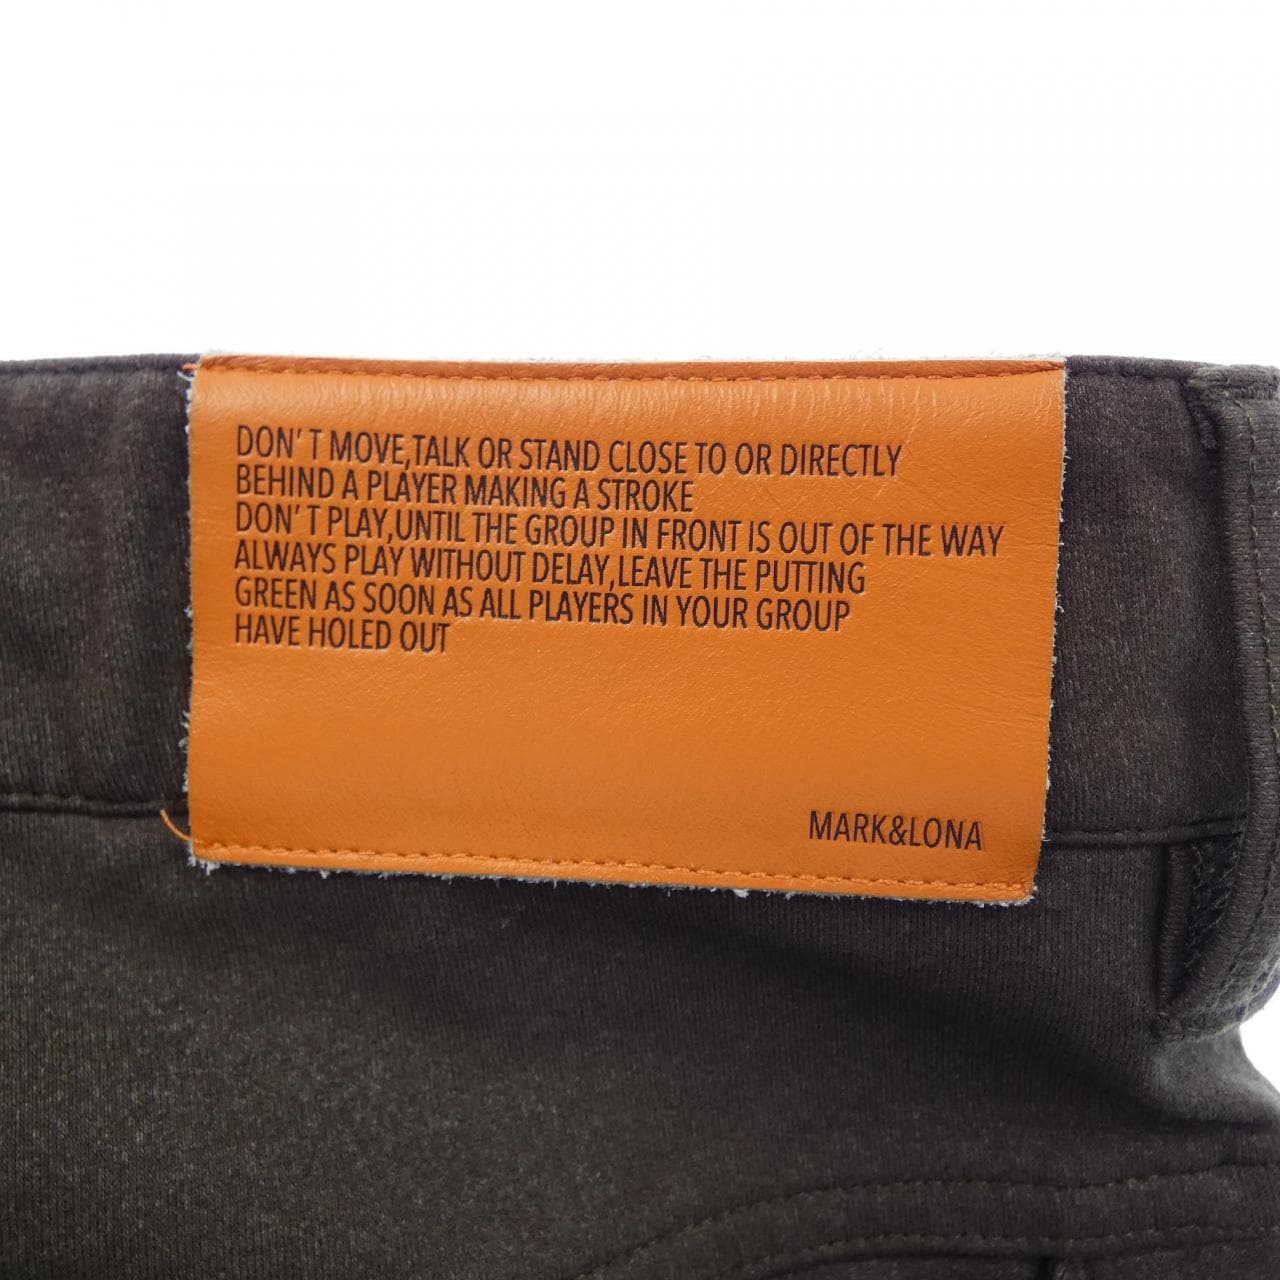 DON' T MOVE,TALK OR STAND CLOSE TO OR DIRECTLY
BEHIND A PLAYER MAKING A STROKE
DON' T PLAY,UNTIL THE GROUP IN FRONT IS OUT OF THE WAY
ALWAYS PLAY WITHOUT DELAY,LEAVE THE PUTTING
GREEN AS SOON AS ALL PLAYERS IN YOUR GROUP
HAVE HOLED OUT
MARK&LONA